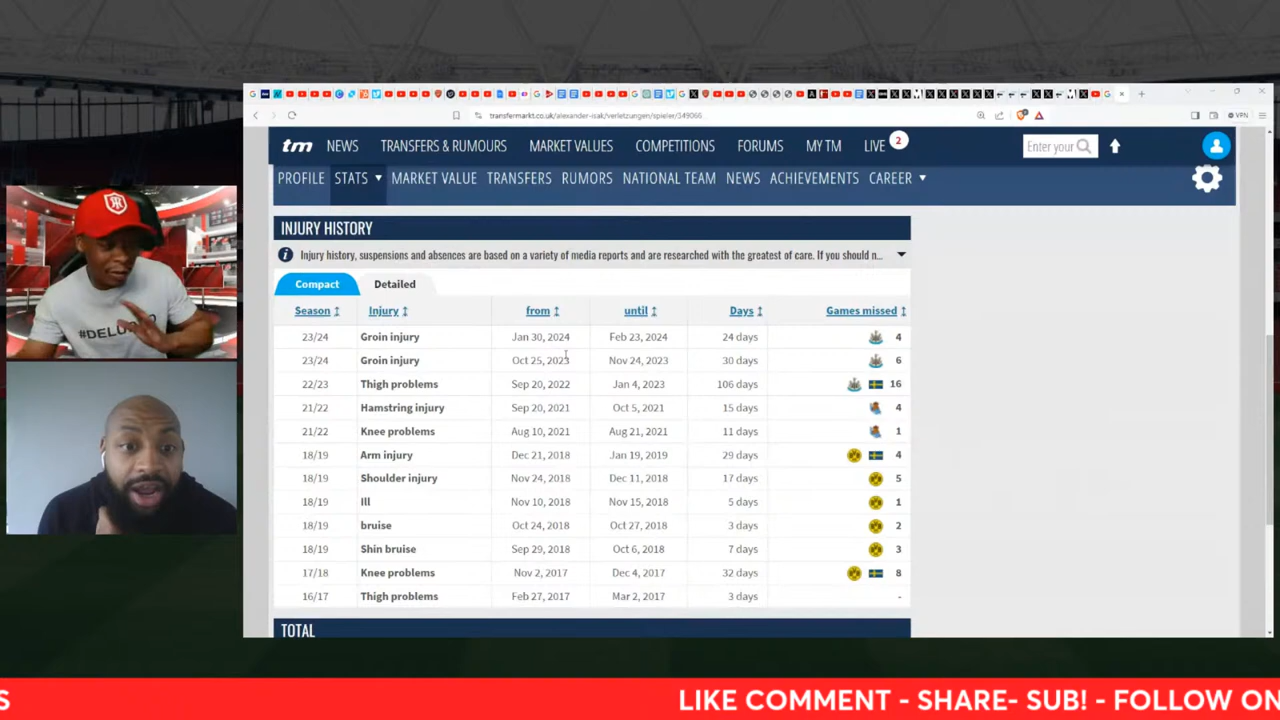 transfermarkt.co.uk/alexander-isak/verletzungen/spieler/349066
VPN
tm NEWS TRANSFERS & RUMOURS MARKET VALUES COMPETITIONS FORUMS MY TM LIVE 2 Enter your
PROFILE STATS MARKET VALUE TRANSFERS RUMORS NATIONAL TEAM NEWS ACHIEVEMENTS CAREER
INJURY HISTORY
Injury history, suspensions and absences are based on a variety of media reports and are researched with the greatest of care. If you should n...
Compact Detailed
Season Injury from until Days Games missed
23/24 Groin injury Jan 30, 2024 Feb 23, 2024 24 days 4
23/24 Groin injury Oct 25, 2023 Nov 24, 2023 30 days 6
22/23 Thigh problems Sep 20, 2022 Jan 4, 2023 106 days 16
21/22 Hamstring injury Sep 20, 2021 Oct 5, 2021 15 days 4
21/22 Knee problems Aug 10, 2021 Aug 21, 2021 11 days 1
18/19 Arm injury Dec 21, 2018 Jan 19, 2019 29 days 4
18/19 Shoulder injury Nov 24, 2018 Dec 11, 2018 17 days 5
18/19 Ill Nov 10, 2018 Nov 15, 2018 5 days 1
18/19 bruise Oct 24, 2018 Oct 27, 2018 3 days 2
18/19 Shin bruise Sep 29, 2018 Oct 6, 2018 7 days 3
17/18 Knee problems Nov 2, 2017 Dec 4, 2017 32 days 8
16/17 Thigh problems Feb 27, 2017 Mar 2, 2017 3 days -
TOTAL
#DELU
S LIKE COMMENT - SHARE- SUB! - FOLLOW ON